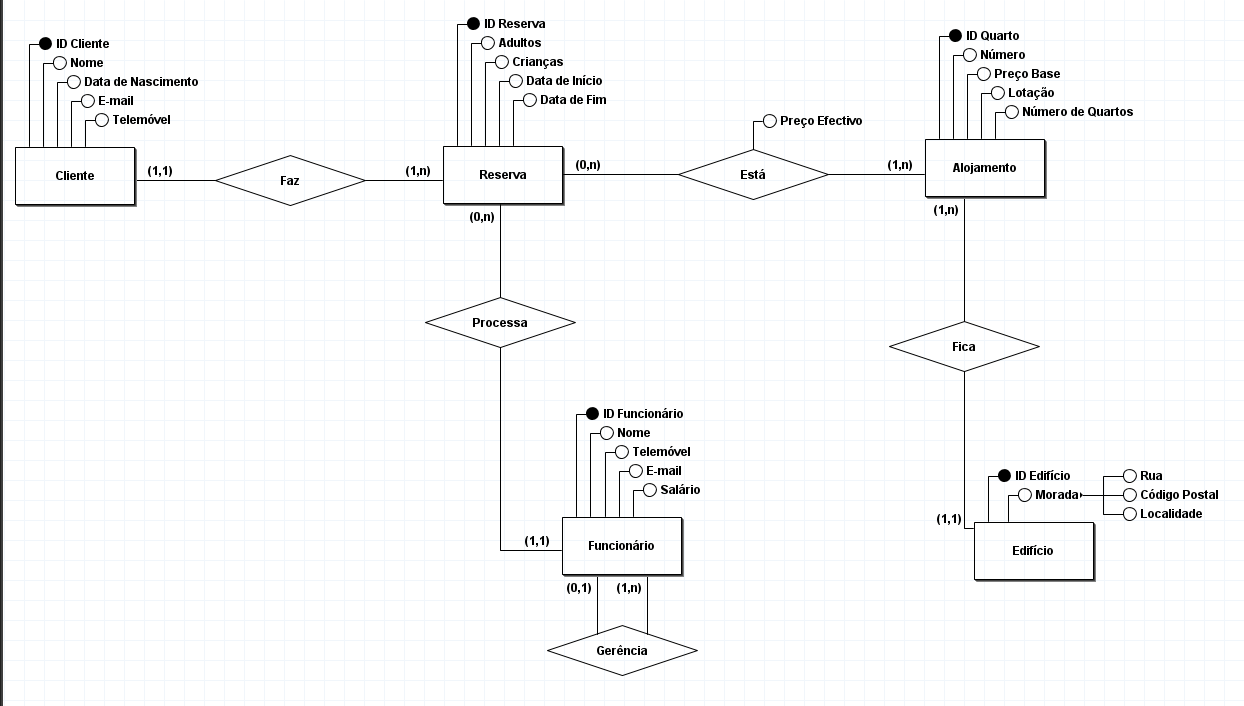 ID Cliente
Nome
Data de Nascimento
E-mail
Telemóvel
Cliente
(1,1)
Faz
(1,n)
ID Reserva
Adultos
Crianças
Data de Início
Data de Fim
Reserva
(0,n)
(0,n)
Preço Efectivo
Está
(1,n)
ID Quarto
Número
Preço Base
Lotação
Número de Quartos
Alojamento
(1,n)
Processa
Fica
ID Funcionário
Nome
Telemóvel
E-mail
Salário
(1,1)
Funcionário
(0,1)
(1,n)
Gerência
ID Edifício
Morada
Rua
Código Postal
Localidade
(1,1)
Edifício